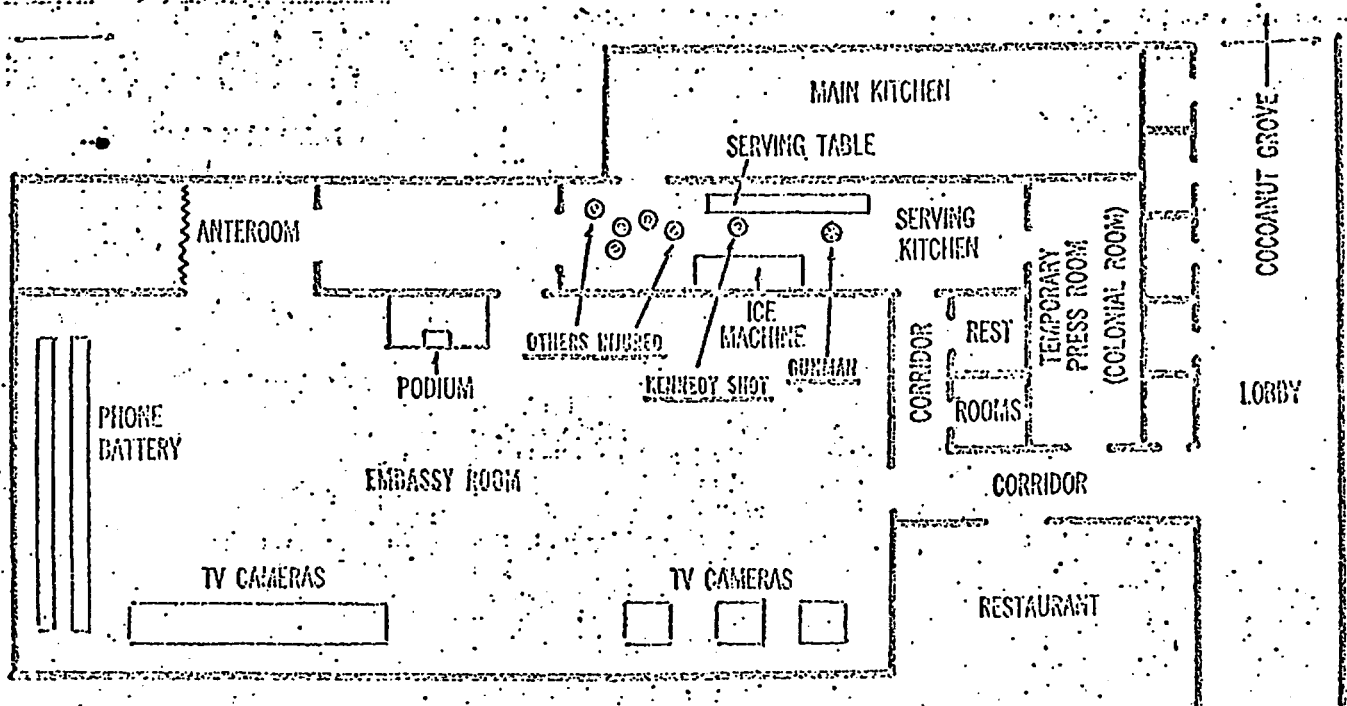 MAIN KITCHEN
SERVING TABLE
COCOANUT GROVE
ANTEROOM
SERVING
KITCHEN
TEMPORARY
PRESS ROOM
(COLONIAL ROOM)
OTHERS INJURED
ICE
MACHINE
KENNEDY SHOT
GUNMAN
PODIUM
CORRIDOR
REST
ROOMS
LOBBY
PHONE
BATTERY
EMBASSY ROOM
CORRIDOR
TV CAMERAS
TV CAMERAS
RESTAURANT